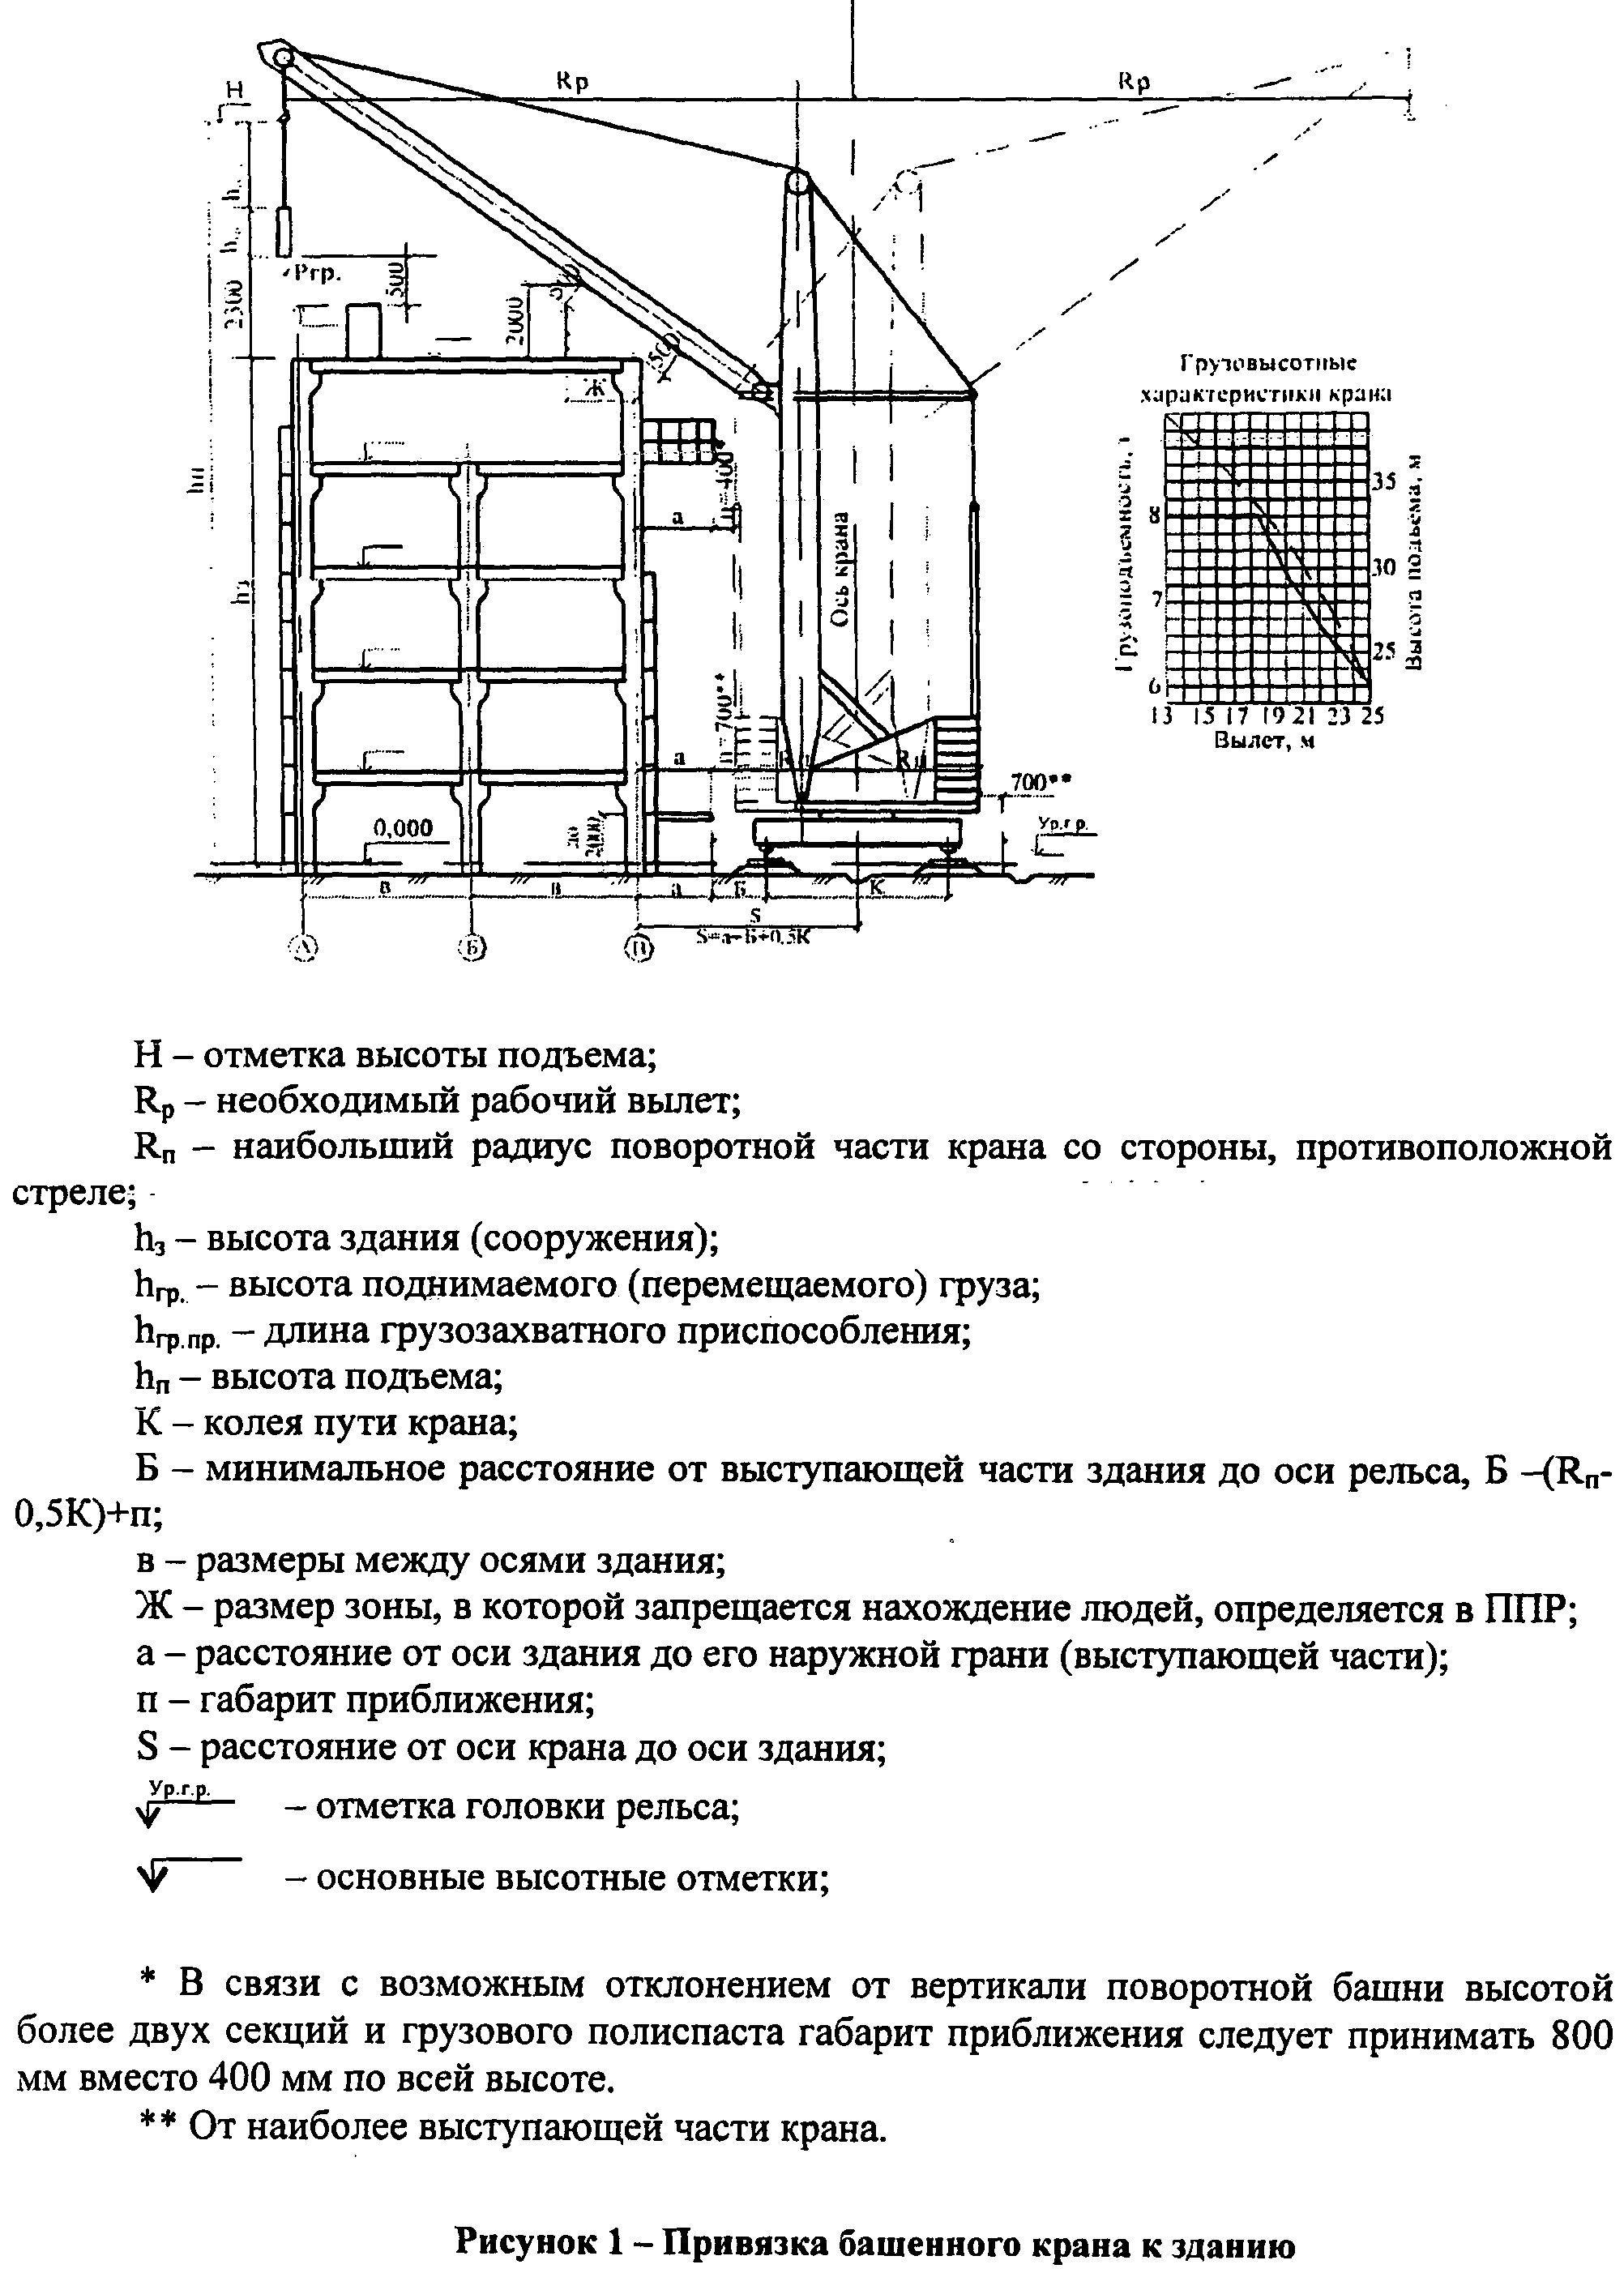 Rр Rр
H
h
h
Ргр.
500
2300
2000
500
500
Ж
Грузовысотные
характеристики крана
Грузоподъемность, т
Высота подъема, м
8
7
6
35
30
25
13 15 17 19 21 23 25
Вылет, м
hп
hз
п=400*
а
Ось крана
п=700**
а
Rп
700**
Ур.г.р.
0,000
до
2000
в в а Б К
S
S=а+Б+0,5К
А Б В
Н – отметка высоты подъема;
Rр – необходимый рабочий вылет;
Rп – наибольший радиус поворотной части крана со стороны, противоположной
стреле;
hз – высота здания (сооружения);
hгр. – высота поднимаемого (перемещаемого) груза;
hгр.пр. – длина грузозахватного приспособления;
hп – высота подъема;
К – колея пути крана;
Б – минимальное расстояние от выступающей части здания до оси рельса, Б –(Rп-
0,5К)+п;
в – размеры между осями здания;
Ж – размер зоны, в которой запрещается нахождение людей, определяется в ППР;
а – расстояние от оси здания до его наружной грани (выступающей части);
п – габарит приближения;
S – расстояние от оси крана до оси здания;
Ур.г.р.
– отметка головки рельса;
– основные высотные отметки;
* В связи с возможным отклонением от вертикали поворотной башни высотой
более двух секций и грузового полиспаста габарит приближения следует принимать 800
мм вместо 400 мм по всей высоте.
** От наиболее выступающей части крана.
Рисунок 1 – Привязка башенного крана к зданию